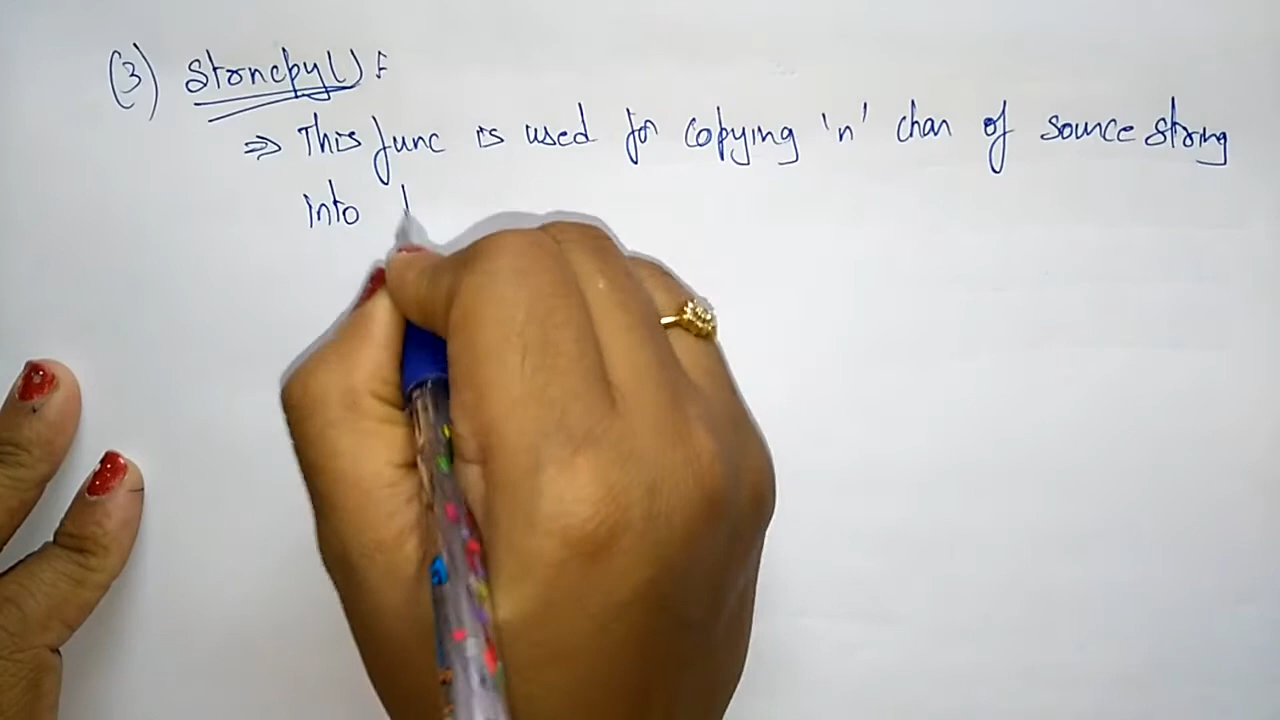 (3) strncpy() :
⇒ This func is used for copying 'n' char of source string
into